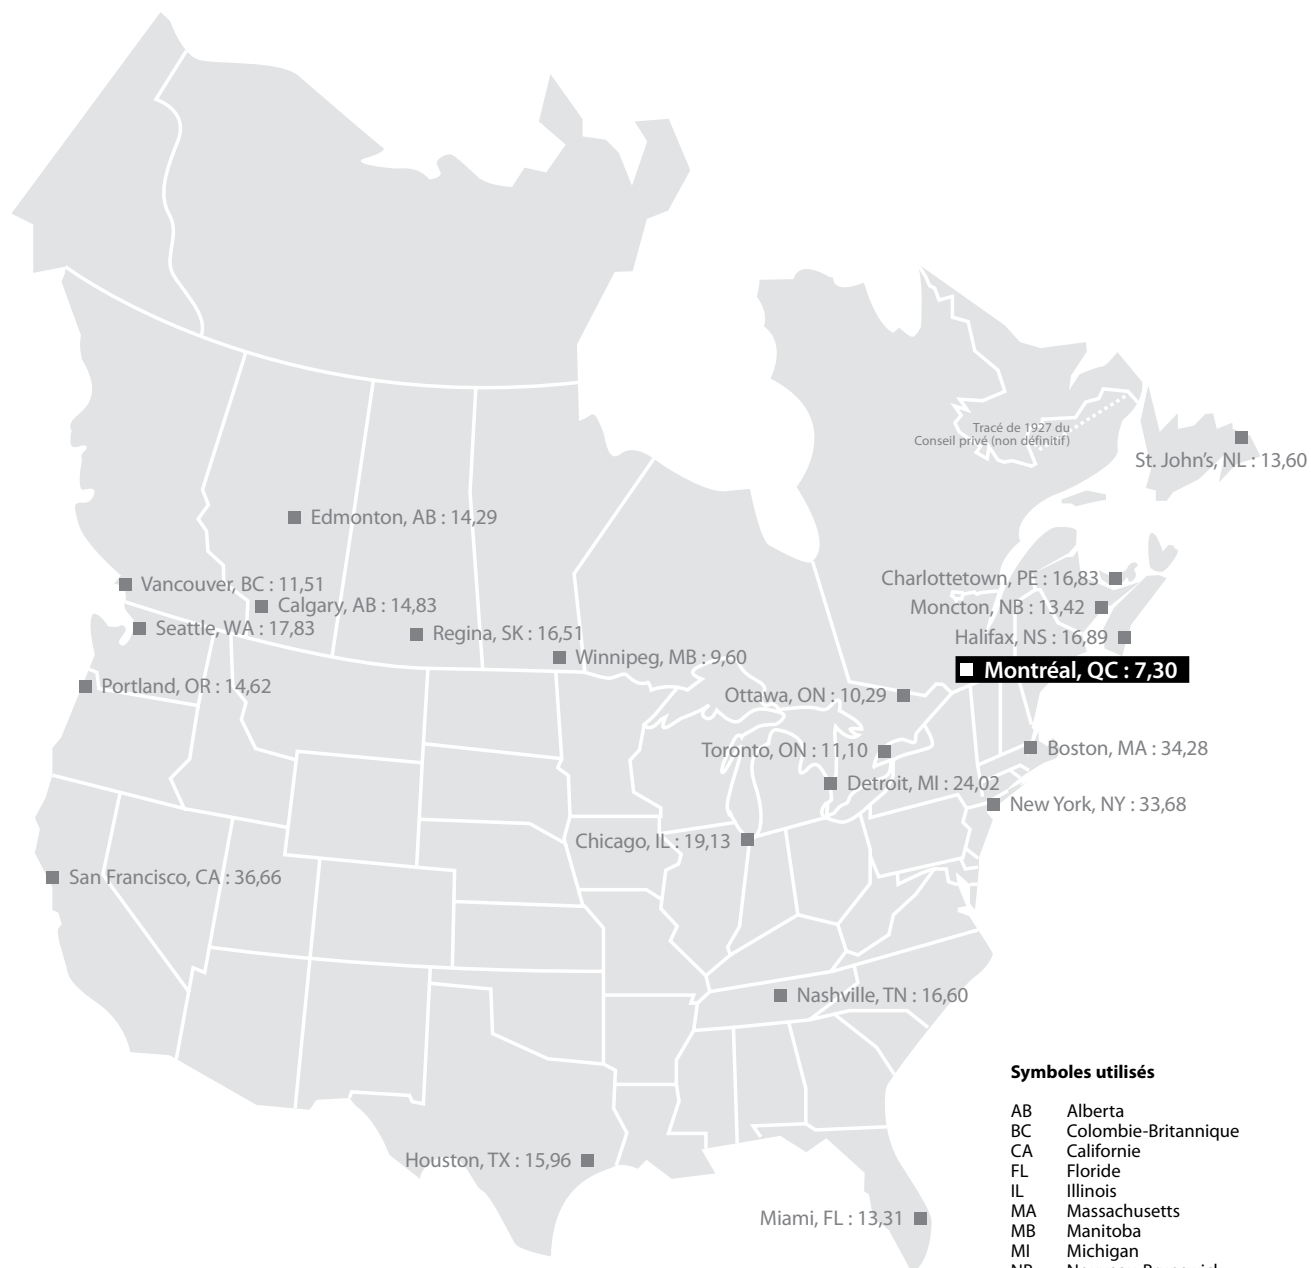 Tracé de 1927 du
Conseil privé (non définitif)
St. John's, NL : 13,60
Edmonton, AB : 14,29
Vancouver, BC : 11,51
Calgary, AB : 14,83
Seattle, WA : 17,83
Regina, SK : 16,51
Winnipeg, MB : 9,60
Portland, OR : 14,62
Charlottetown, PE : 16,83
Moncton, NB : 13,42
Halifax, NS : 16,89
Montréal, QC : 7,30
Ottawa, ON : 10,29
Toronto, ON : 11,10
Boston, MA : 34,28
Detroit, MI : 24,02
New York, NY : 33,68
Chicago, IL : 19,13
San Francisco, CA : 36,66
Nashville, TN : 16,60
Houston, TX : 15,96
Miami, FL : 13,31
Symboles utilisés
AB Alberta
BC Colombie-Britannique
CA Californie
FL Floride
IL Illinois
MA Massachusetts
MB Manitoba
MI Michigan